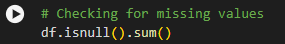 # Checking for missing values
df.isnull().sum()